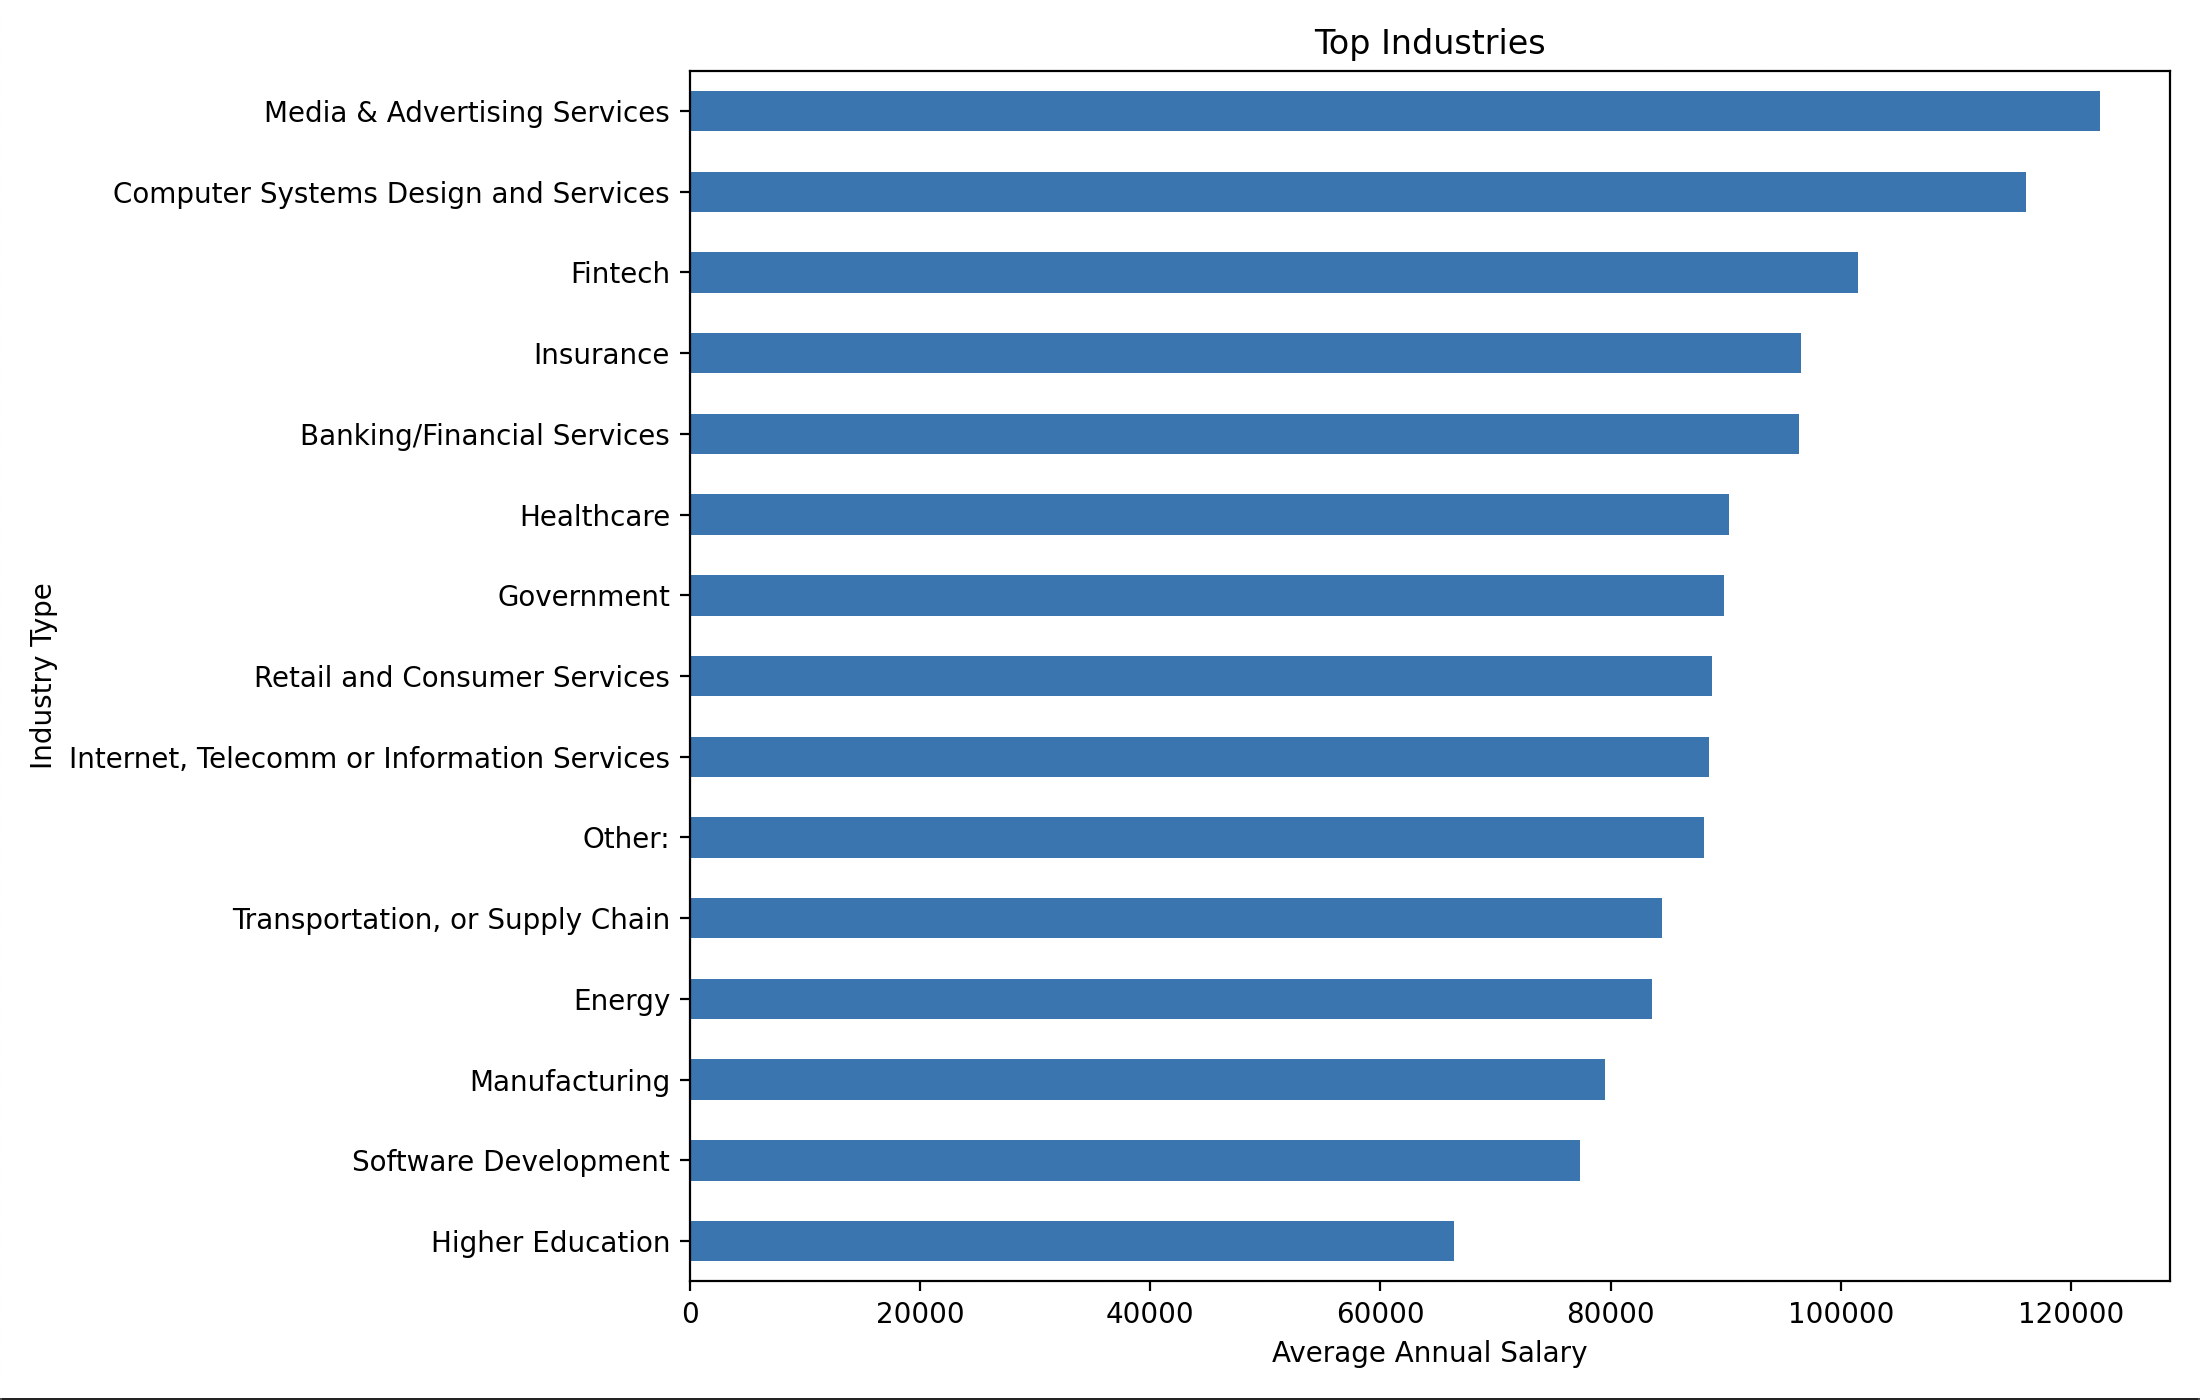 Top Industries
Media & Advertising Services
Computer Systems Design and Services
Fintech
Insurance
Banking/Financial Services
Healthcare
Government
Retail and Consumer Services
Internet, Telecomm or Information Services
Other:
Transportation, or Supply Chain
Energy
Manufacturing
Software Development
Higher Education
Industry Type
0 20000 40000 60000 80000 100000 120000
Average Annual Salary